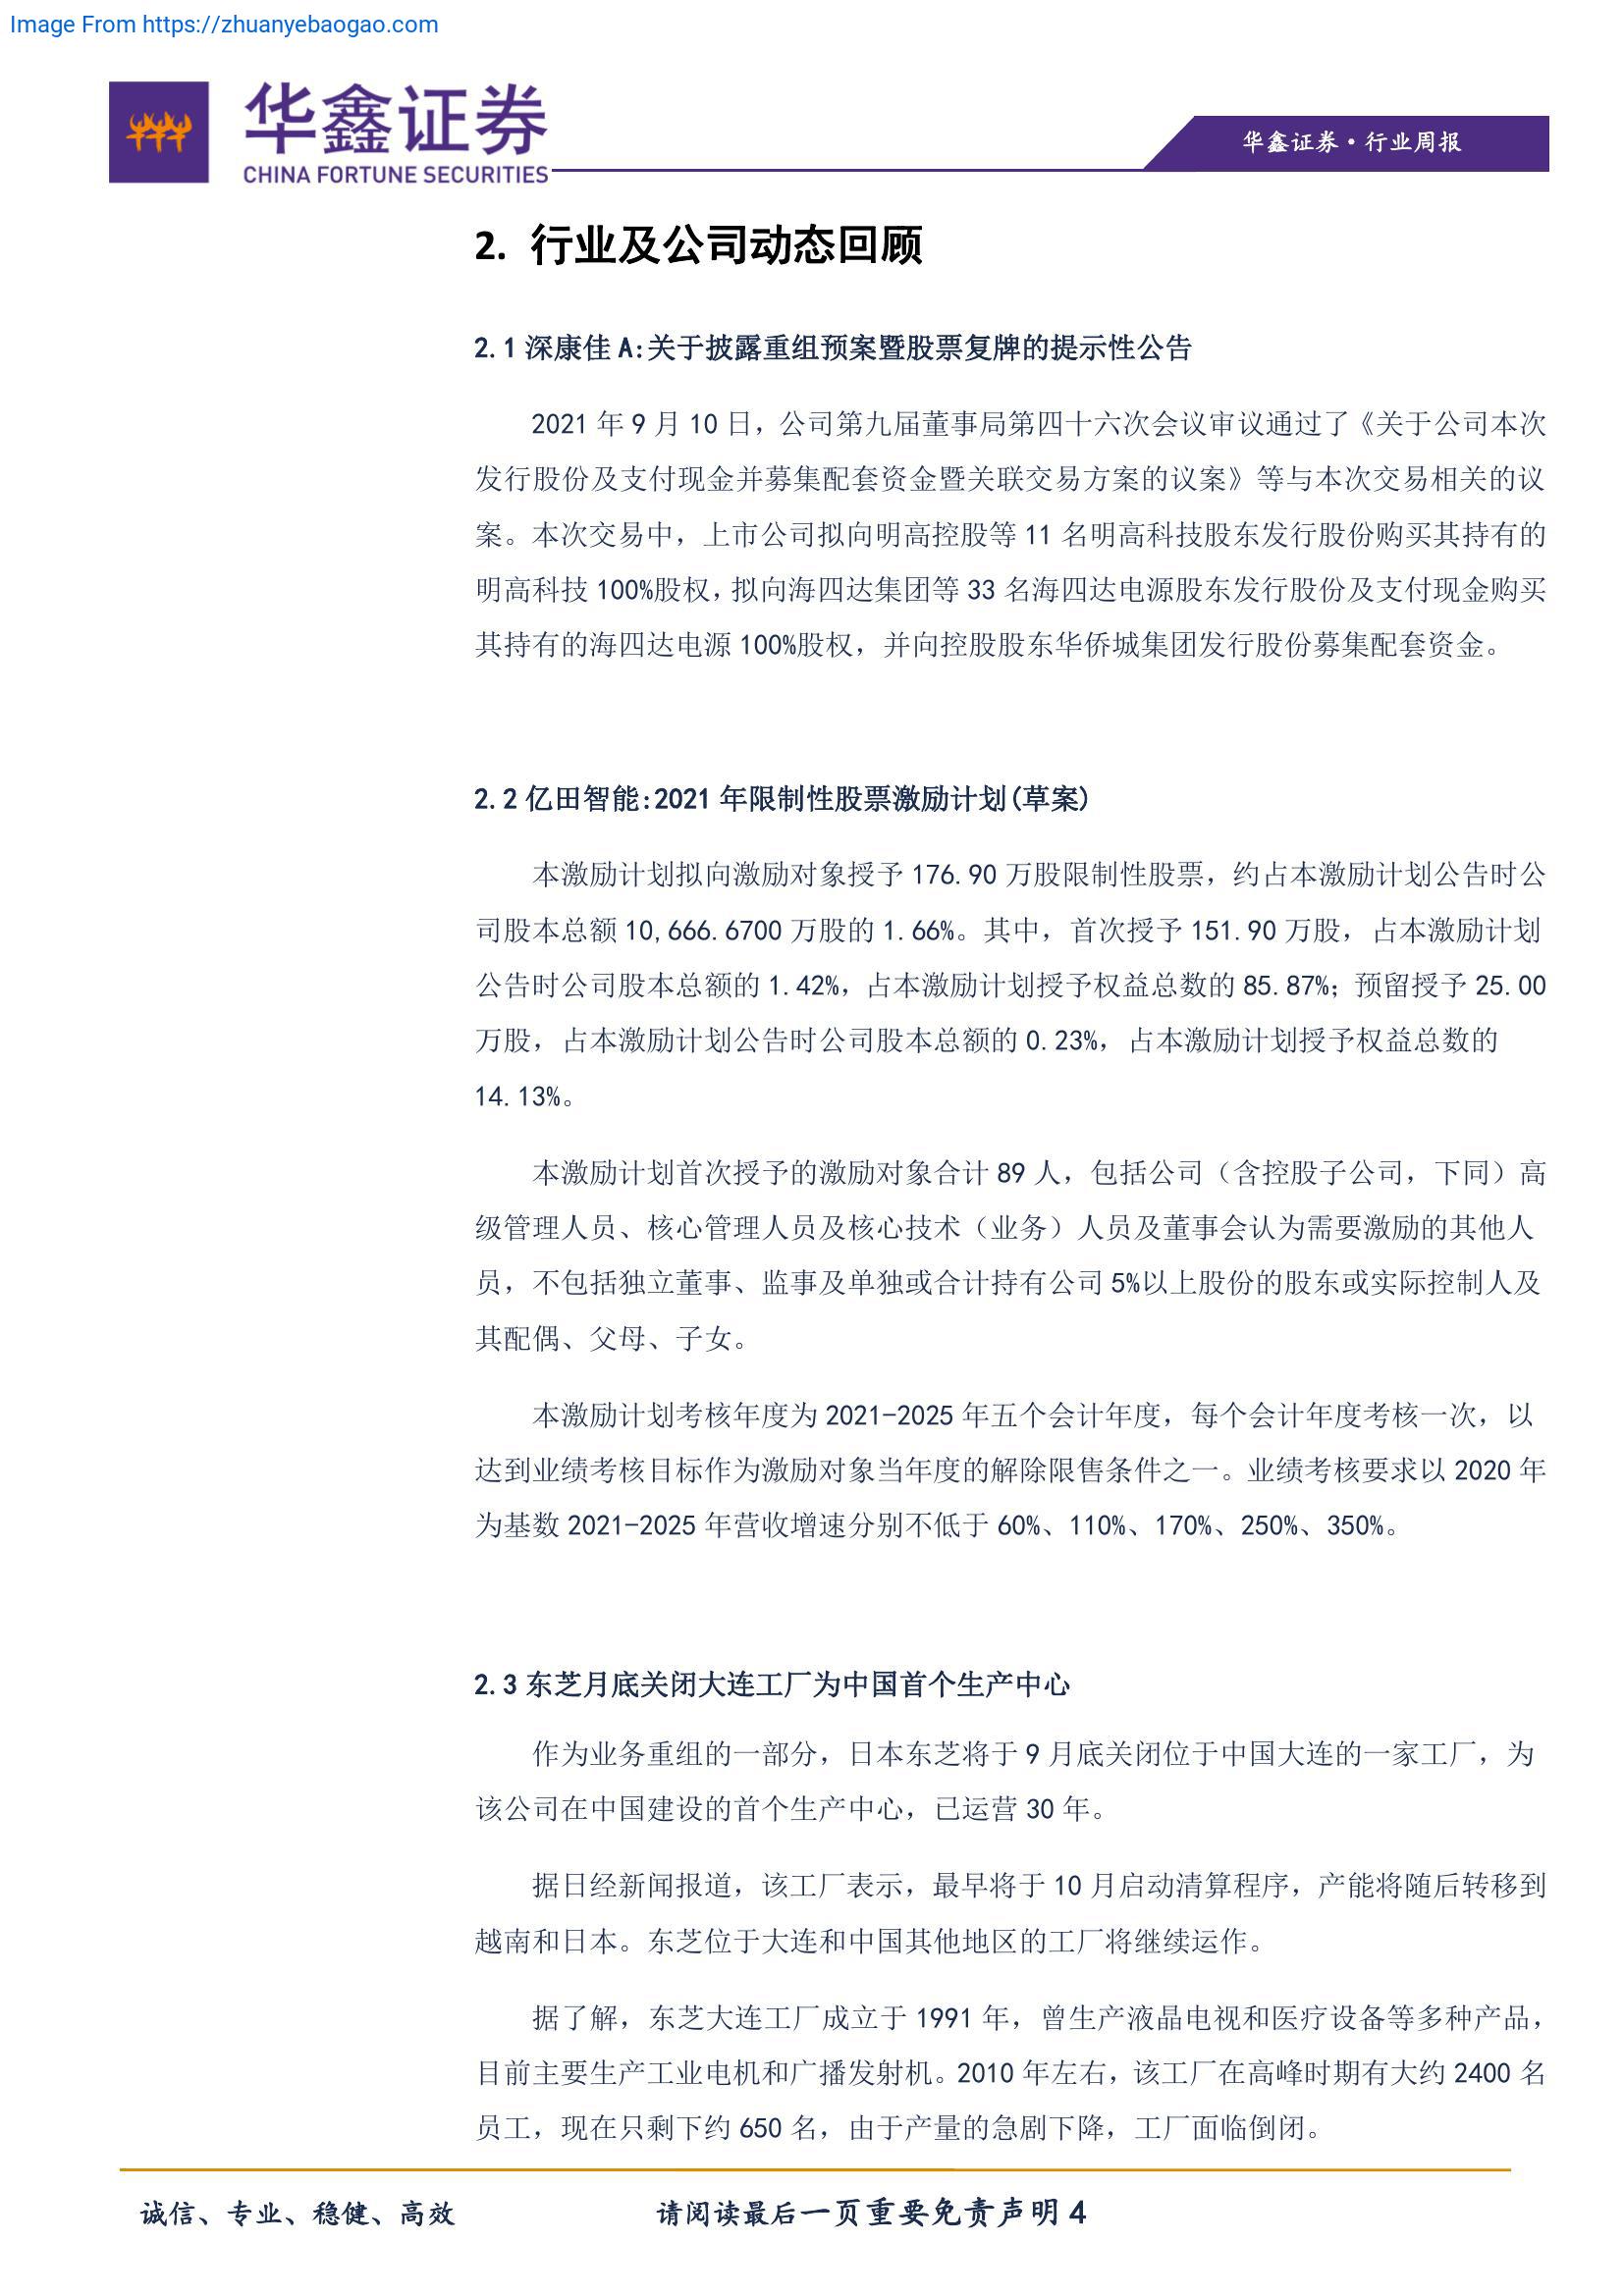 Image From https://zhuanyebaogao.com
华鑫证券
CHINA FORTUNE SECURITIES
华鑫证券·行业周报
2. 行业及公司动态回顾
2.1 深康佳 A:关于披露重组预案暨股票复牌的提示性公告
2021 年 9 月 10 日，公司第九届董事局第四十六次会议审议通过了《关于公司本次
发行股份及支付现金并募集配套资金暨关联交易方案的议案》等与本次交易相关的议
案。本次交易中，上市公司拟向明高控股等 11 名明高科技股东发行股份购买其持有的
明高科技 100%股权，拟向海四达集团等 33 名海四达电源股东发行股份及支付现金购买
其持有的海四达电源 100%股权，并向控股股东华侨城集团发行股份募集配套资金。
2.2 亿田智能:2021 年限制性股票激励计划(草案)
本激励计划拟向激励对象授予 176.90 万股限制性股票，约占本激励计划公告时公
司股本总额 10,666.6700 万股的 1.66%。其中，首次授予 151.90 万股，占本激励计划
公告时公司股本总额的 1.42%，占本激励计划授予权益总数的 85.87%；预留授予 25.00
万股，占本激励计划公告时公司股本总额的 0.23%，占本激励计划授予权益总数的
14.13%。
本激励计划首次授予的激励对象合计 89 人，包括公司（含控股子公司，下同）高
级管理人员、核心管理人员及核心技术（业务）人员及董事会认为需要激励的其他人
员，不包括独立董事、监事及单独或合计持有公司 5%以上股份的股东或实际控制人及
其配偶、父母、子女。
本激励计划考核年度为 2021-2025 年五个会计年度，每个会计年度考核一次，以
达到业绩考核目标作为激励对象当年度的解除限售条件之一。业绩考核要求以 2020 年
为基数 2021-2025 年营收增速分别不低于 60%、110%、170%、250%、350%。
2.3 东芝月底关闭大连工厂为中国首个生产中心
作为业务重组的一部分，日本东芝将于 9 月底关闭位于中国大连的一家工厂，为
该公司在中国建设的首个生产中心，已运营 30 年。
据日经新闻报道，该工厂表示，最早将于 10 月启动清算程序，产能将随后转移到
越南和日本。东芝位于大连和中国其他地区的工厂将继续运作。
据了解，东芝大连工厂成立于 1991 年，曾生产液晶电视和医疗设备等多种产品，
目前主要生产工业电机和广播发射机。2010 年左右，该工厂在高峰时期有大约 2400 名
员工，现在只剩下约 650 名，由于产量的急剧下降，工厂面临倒闭。
诚信、专业、稳健、高效
请阅读最后一页重要免责声明 4